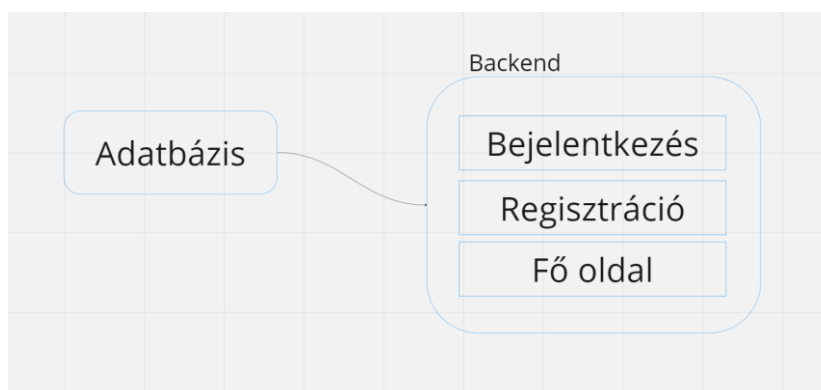 Backend
Adatbázis
Bejelentkezés
Regisztráció
Fő oldal